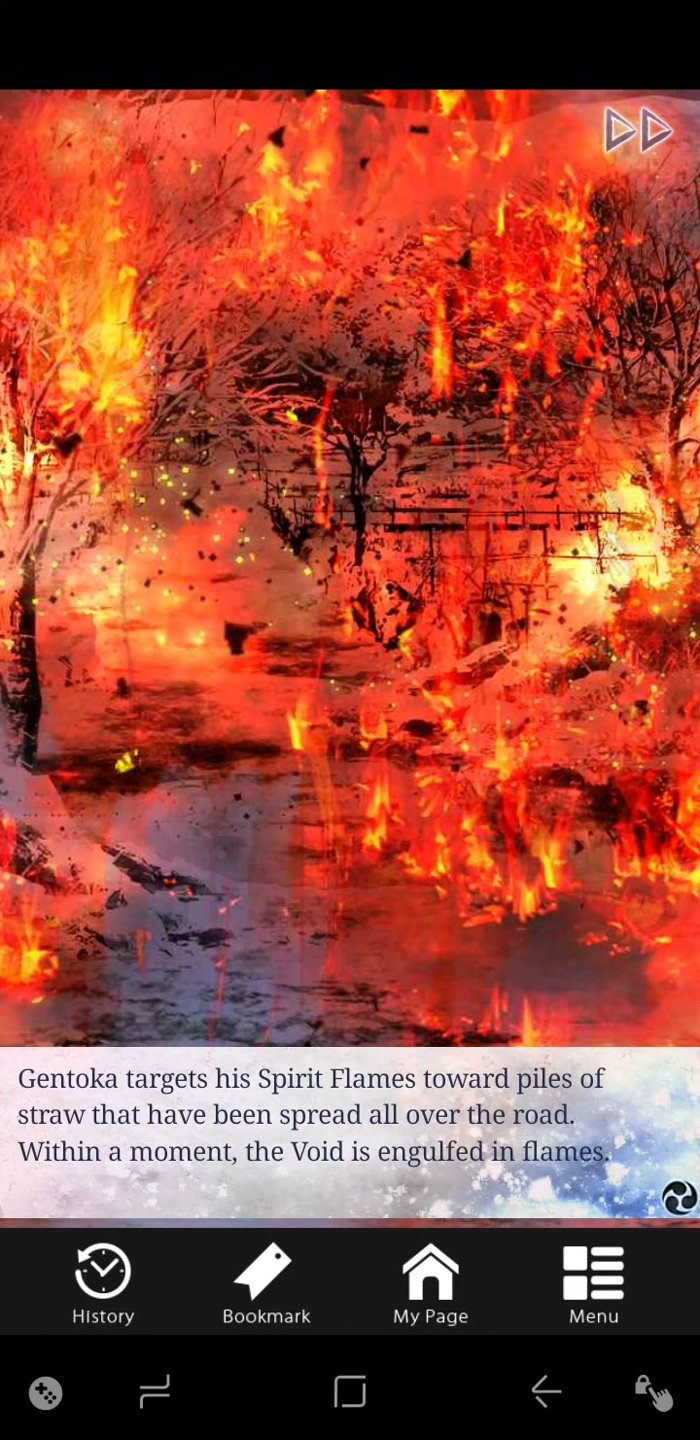 Gentoka targets his Spirit Flames toward piles of
straw that have been spread all over the road.
Within a moment, the Void is engulfed in flames.
History
Bookmark
My Page
Menu